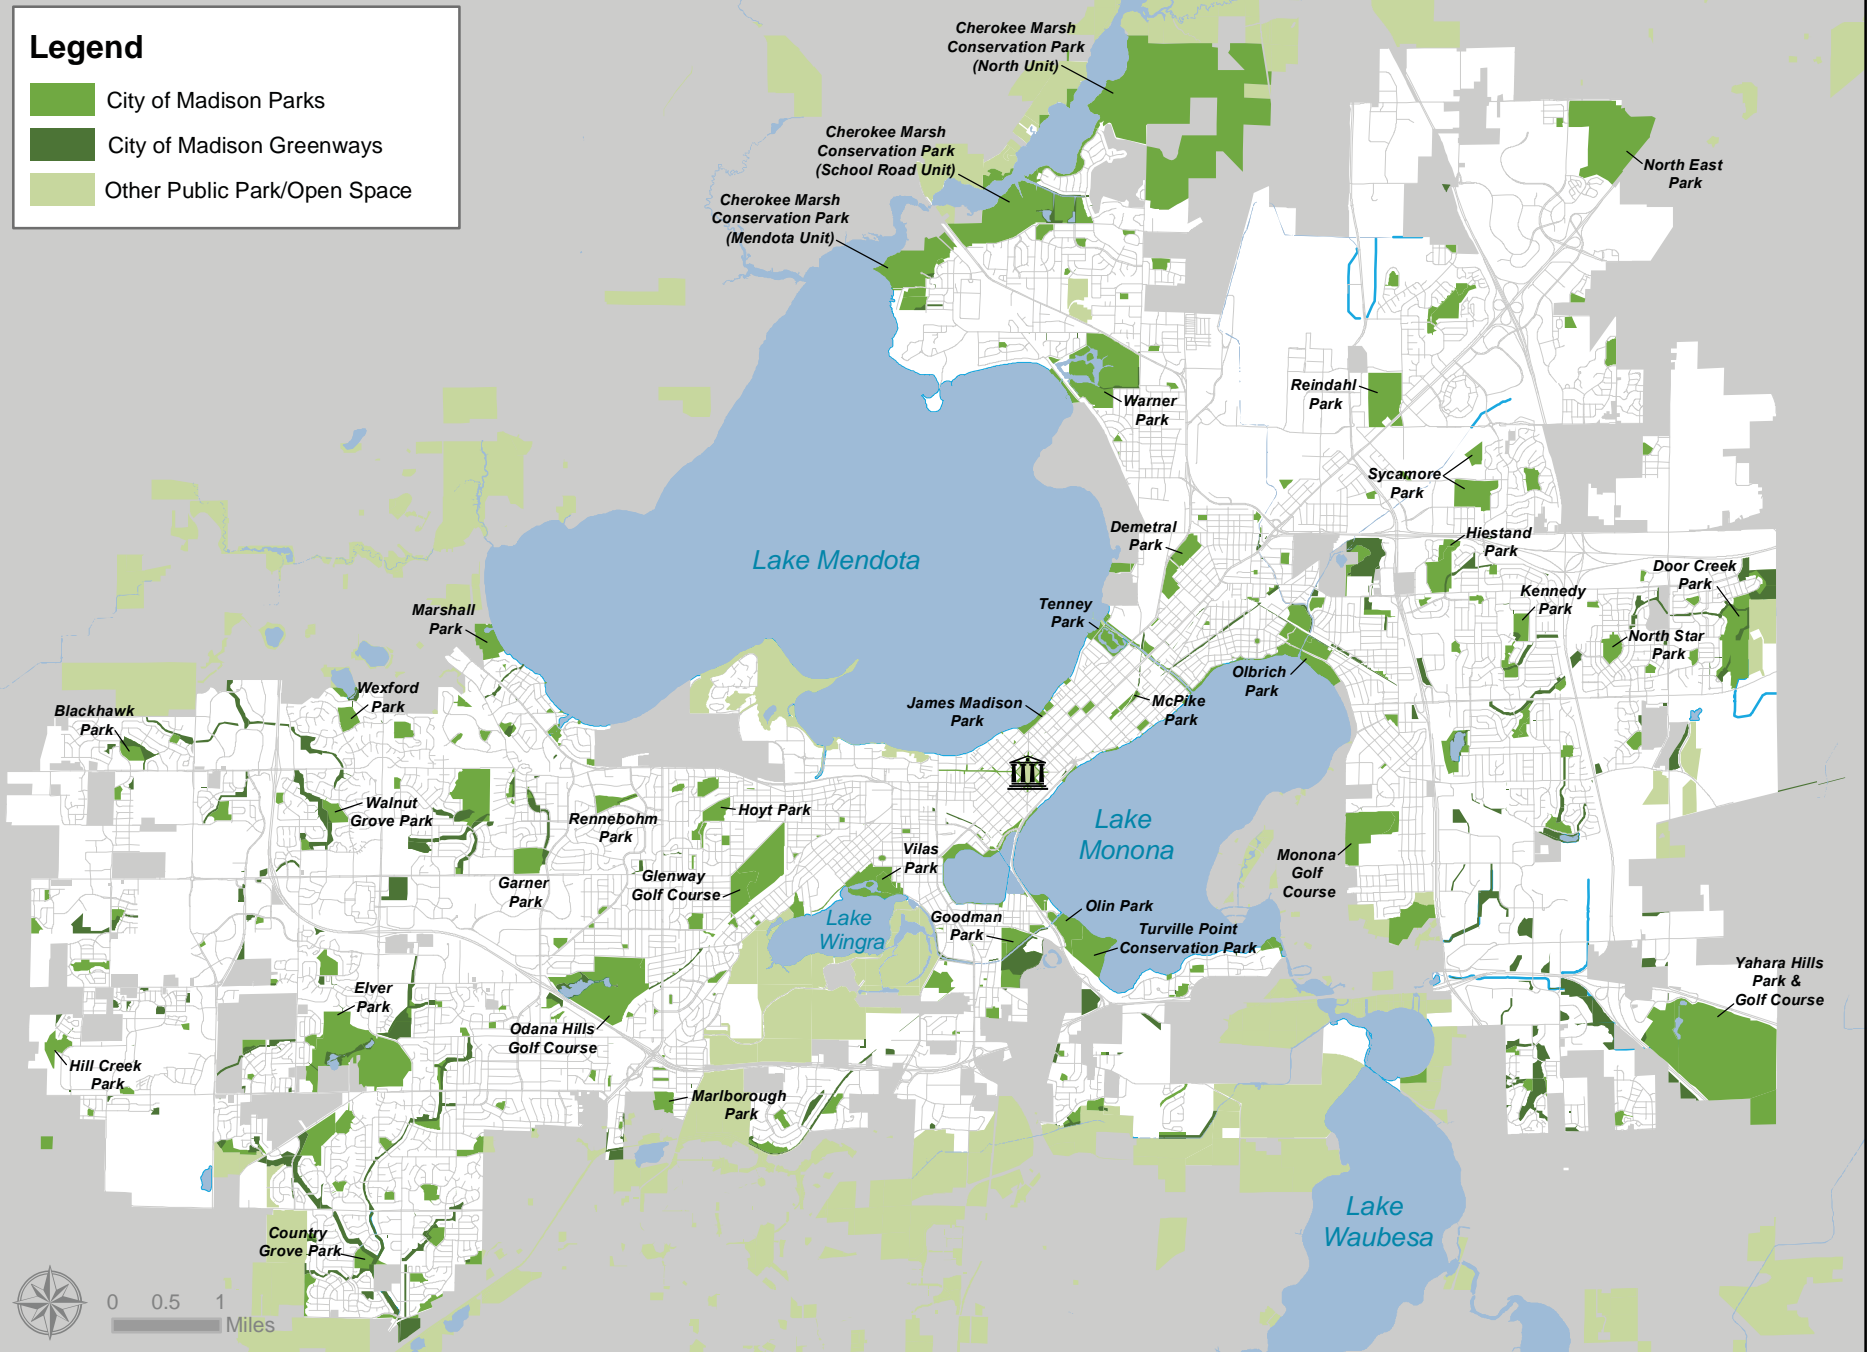 Legend
City of Madison Parks
City of Madison Greenways
Other Public Park/Open Space
Cherokee Marsh
Conservation Park
(North Unit)
Cherokee Marsh
Conservation Park
(School Road Unit)
Cherokee Marsh
Conservation Park
(Mendota Unit)
North East
Park
Warner
Park
Reindahl
Park
Sycamore
Park
Demetral
Park
Hiestand
Park
Door Creek
Park
Kennedy
Park
North Star
Park
Lake Mendota
Marshall
Park
Tenney
Park
Olbrich
Park
James Madison
Park
McPike
Park
Wexford
Park
Blackhawk
Park
Walnut
Grove Park
Rennebohm
Park
Hoyt Park
Lake
Monona
Vilas
Park
Monona
Golf
Course
Garner
Park
Glenway
Golf Course
Lake
Wingra
Goodman
Park
Olin Park
Turville Point
Conservation Park
Yahara Hills
Park &
Golf Course
Elver
Park
Odana Hills
Golf Course
Hill Creek
Park
Marlborough
Park
Lake
Waubesa
Country
Grove Park
0 0.5 1
Miles